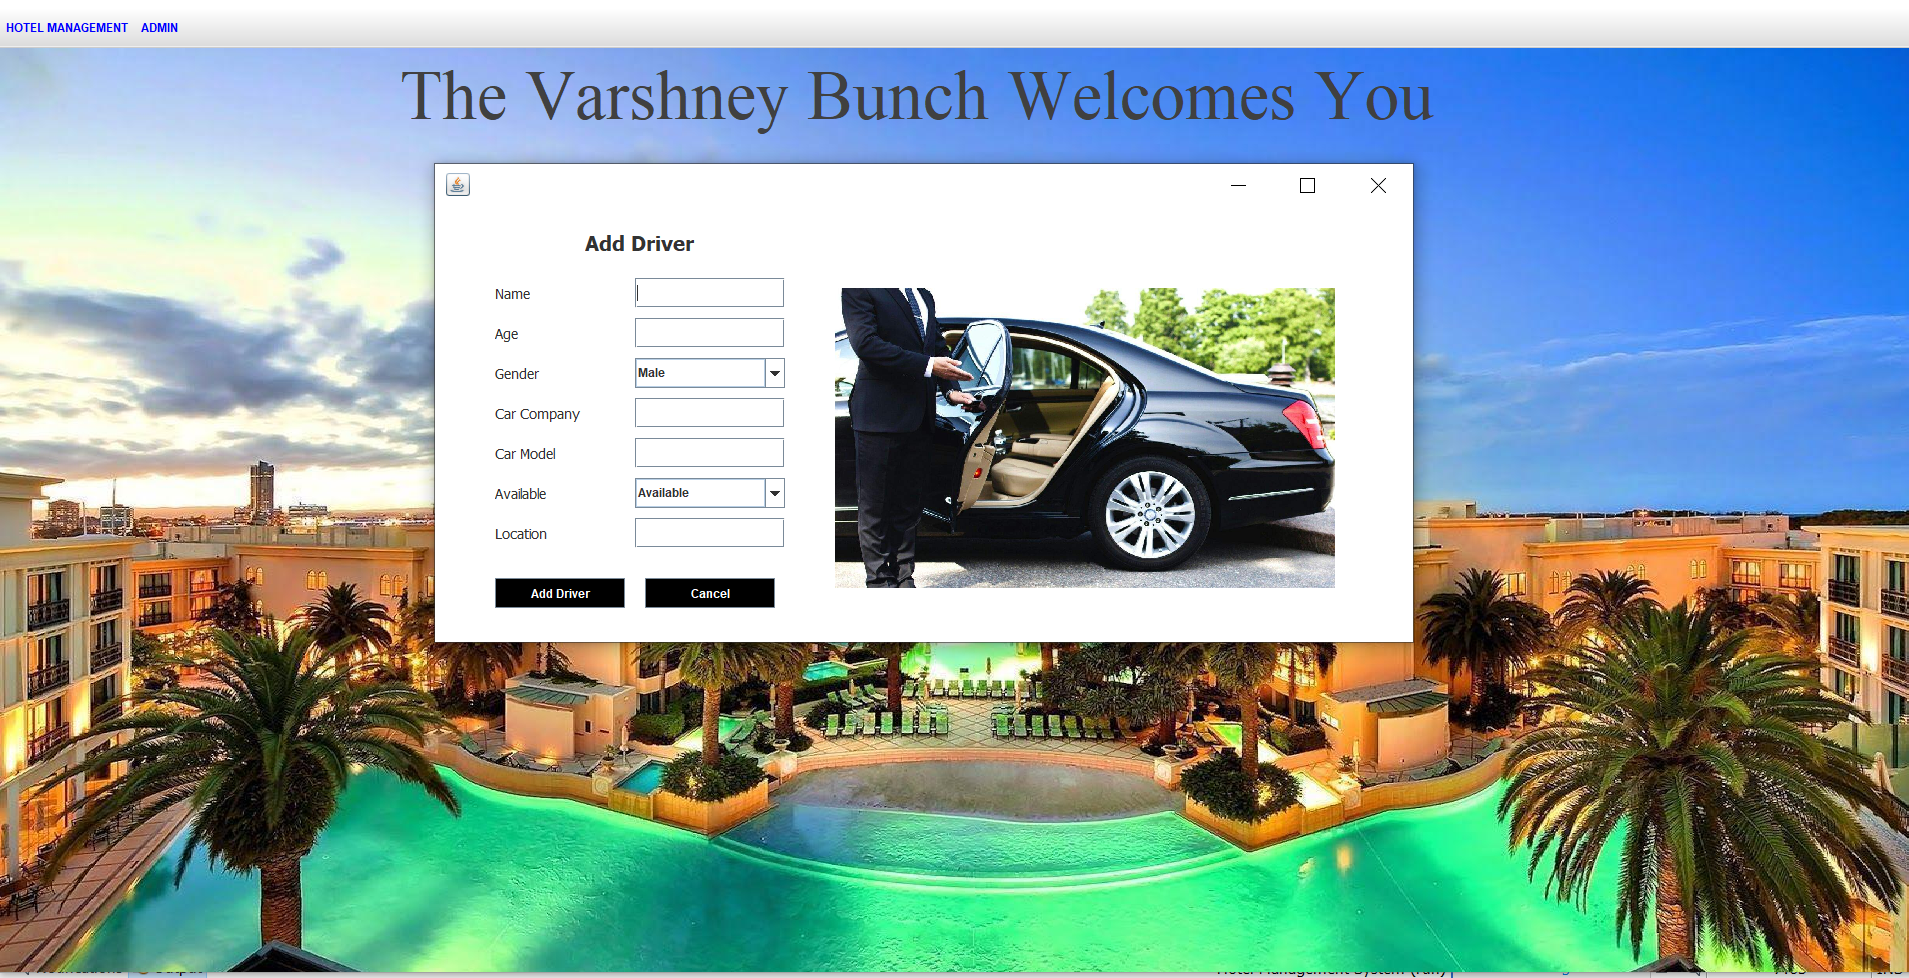 HOTEL MANAGEMENT ADMIN
The Varshney Bunch Welcomes You
Add Driver
Name
Age
Gender Male
Car Company
Car Model
Available Available
Location
Add Driver Cancel